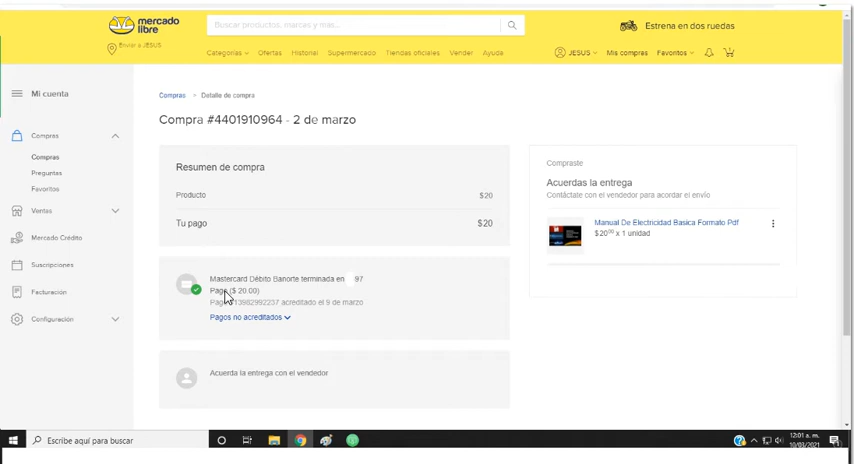 mercado
libre
Buscar productos, marcas y más...
Estrena en dos ruedas
Enviar a JESUS
Categorías Ofertas Historial Supermercado Tiendas oficiales Vender Ayuda
JESUS Mis compras Favoritos
Mi cuenta
Compras
Compras
Preguntas
Favoritos
Ventas
Mercado Crédito
Suscripciones
Facturación
Configuración
Compras > Detalle de compra
Compra #4401910964 - 2 de marzo
Resumen de compra
Producto $20
Tu pago $20
Mastercard Débito Banorte terminada en 97
Pago ($ 20.00)
13982992237 acreditado el 9 de marzo
Pagos no acreditados
Acuerda la entrega con el vendedor
Compraste
Acuerdas la entrega
Contáctate con el vendedor para acordar el envío
Manual De Electricidad Basica Formato Pdf
$20⁰⁰ x 1 unidad
Escribe aquí para buscar
12:01 a. m.
10/03/2021